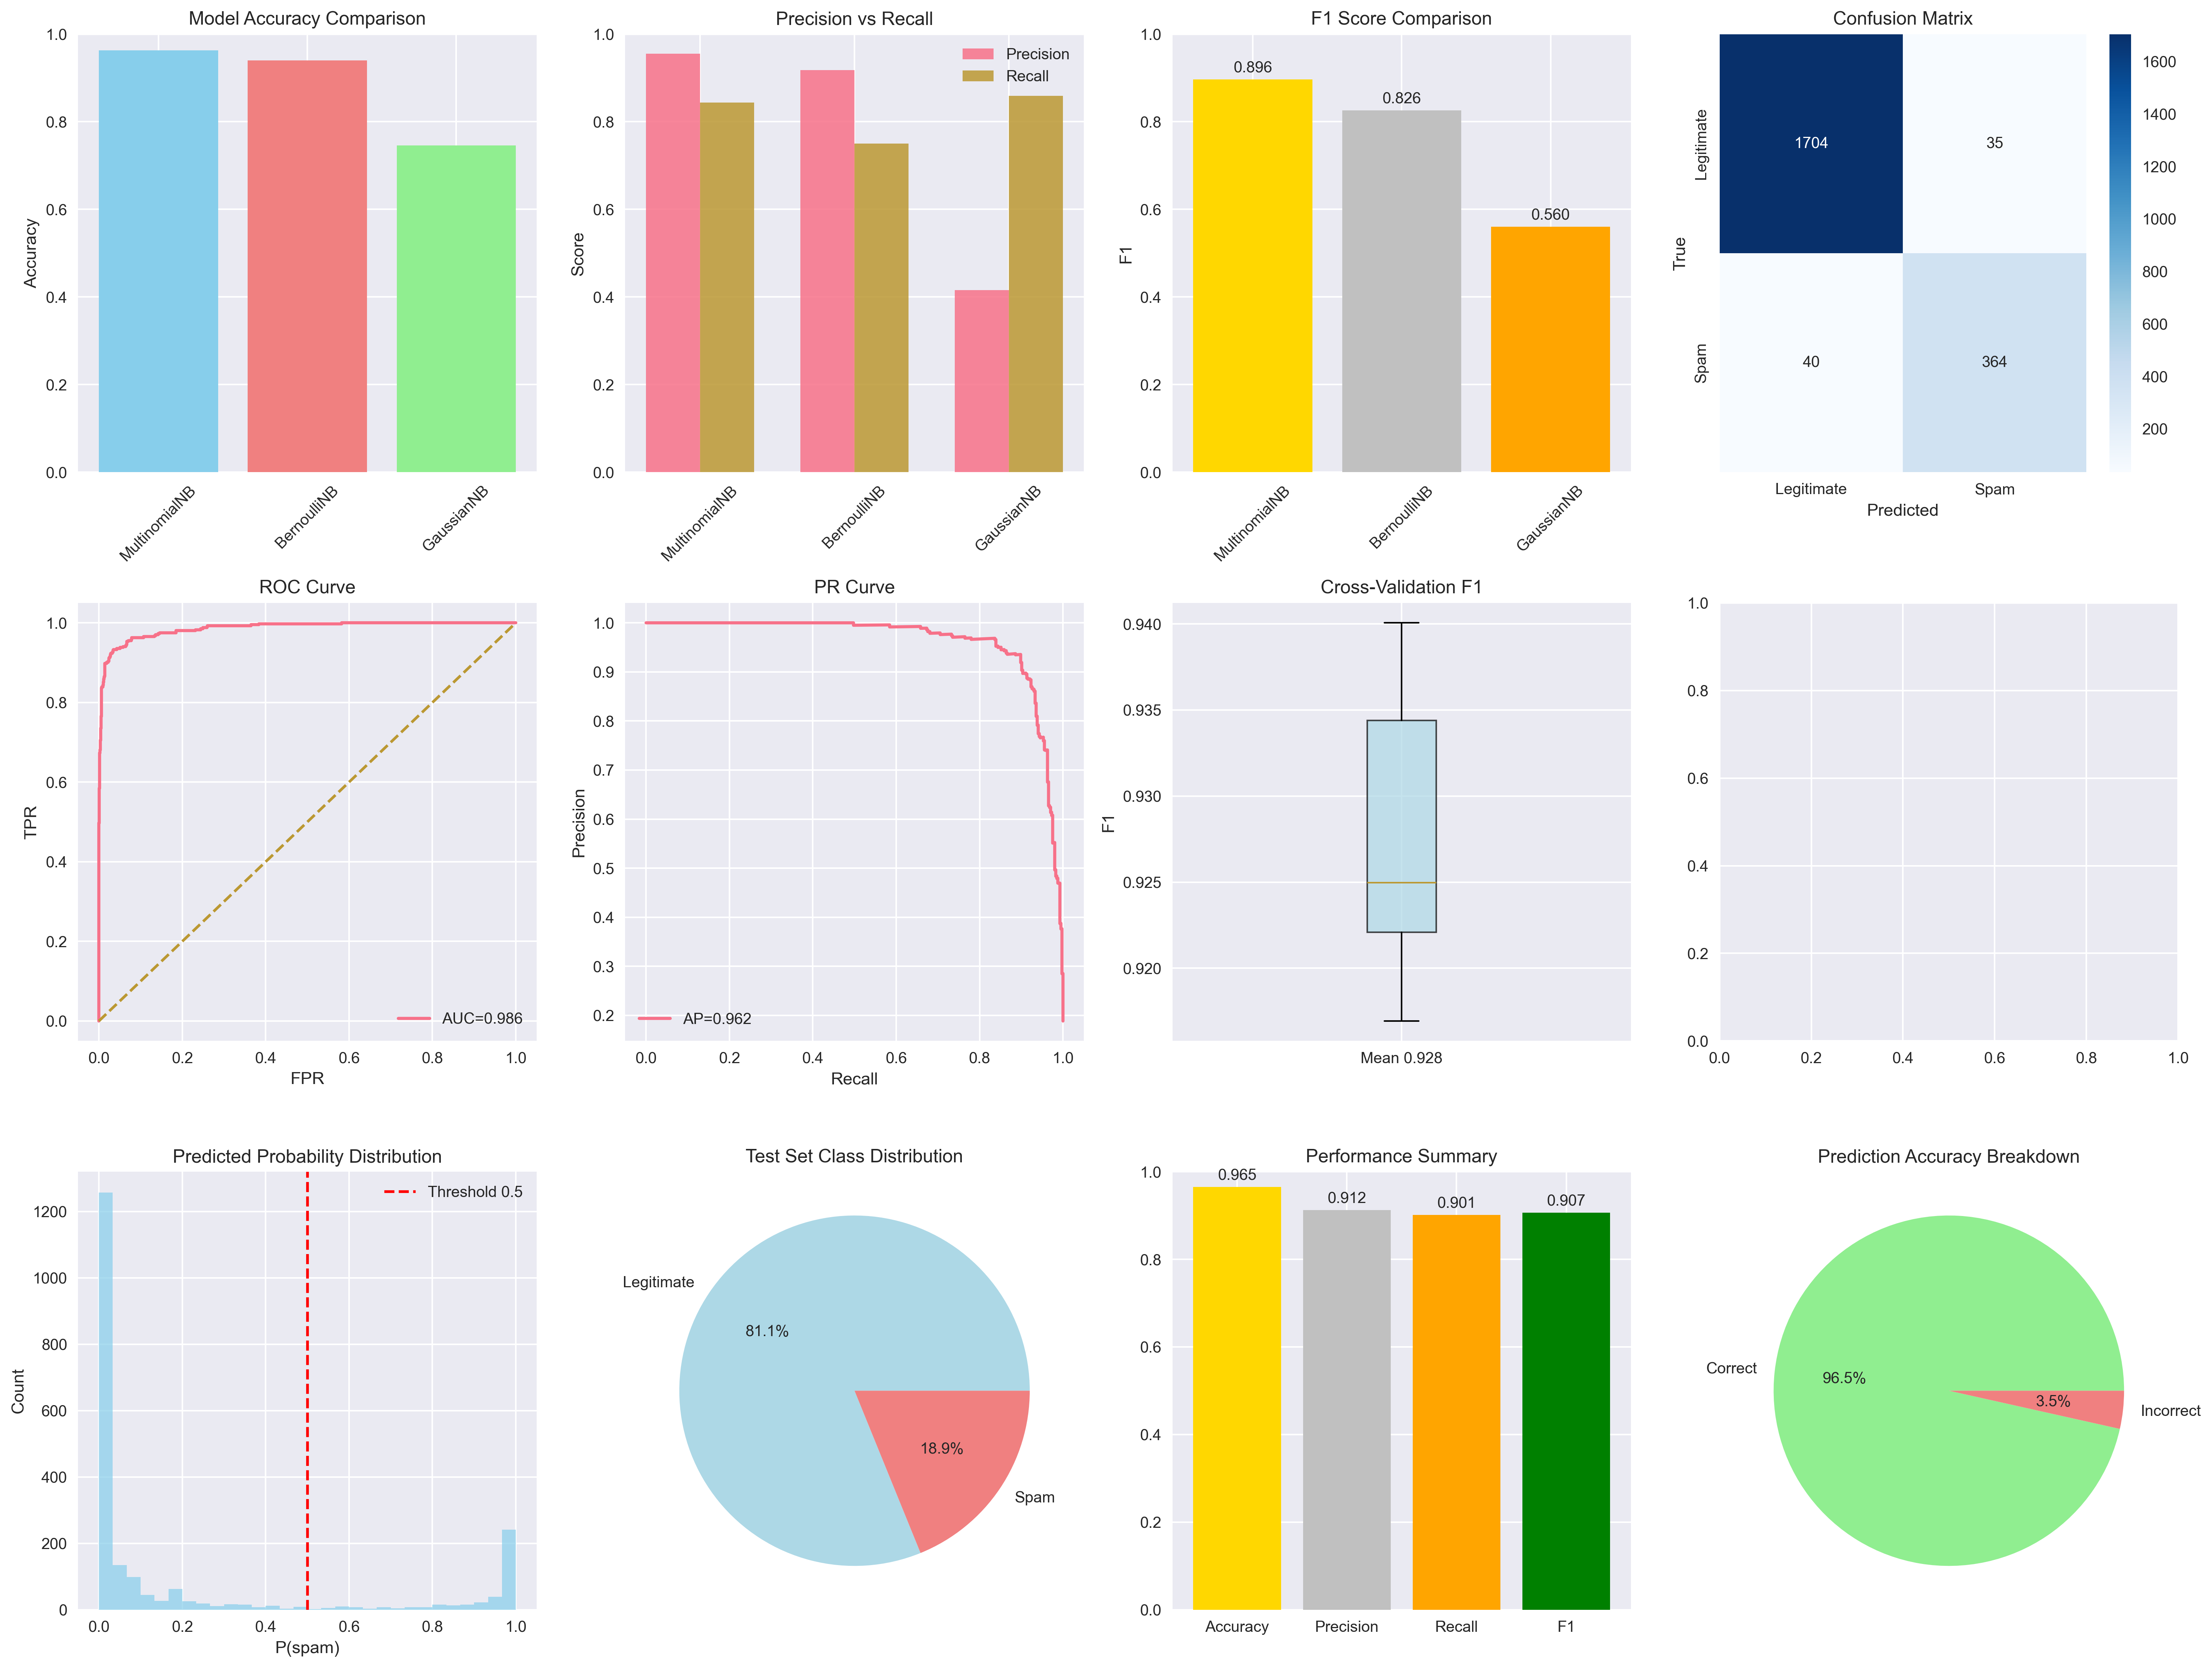 Model Accuracy Comparison
Accuracy
1.0
0.8
0.6
0.4
0.2
0.0
MultinomialNB
BernoulliNB
GaussianNB
Precision vs Recall
Score
1.0
0.8
0.6
0.4
0.2
0.0
Precision
Recall
MultinomialNB
BernoulliNB
GaussianNB
F1 Score Comparison
F1
1.0
0.8
0.6
0.4
0.2
0.0
0.896
0.826
0.560
MultinomialNB
BernoulliNB
GaussianNB
Confusion Matrix
True
Legitimate
Spam
1704
35
40
364
Legitimate
Spam
Predicted
1600
1400
1200
1000
800
600
400
200
ROC Curve
TPR
1.0
0.8
0.6
0.4
0.2
0.0
AUC=0.986
0.0
0.2
0.4
0.6
0.8
1.0
FPR
PR Curve
Precision
1.0
0.9
0.8
0.7
0.6
0.5
0.4
0.3
0.2
AP=0.962
0.0
0.2
0.4
0.6
0.8
1.0
Recall
Cross-Validation F1
F1
0.940
0.935
0.930
0.925
0.920
Mean 0.928
1.0
0.8
0.6
0.4
0.2
0.0
0.0
0.2
0.4
0.6
0.8
1.0
Predicted Probability Distribution
Count
1200
1000
800
600
400
200
0
Threshold 0.5
0.0
0.2
0.4
0.6
0.8
1.0
P(spam)
Test Set Class Distribution
Legitimate
81.1%
18.9%
Spam
Performance Summary
1.0
0.8
0.6
0.4
0.2
0.0
0.965
0.912
0.901
0.907
Accuracy
Precision
Recall
F1
Prediction Accuracy Breakdown
Correct
96.5%
3.5%
Incorrect